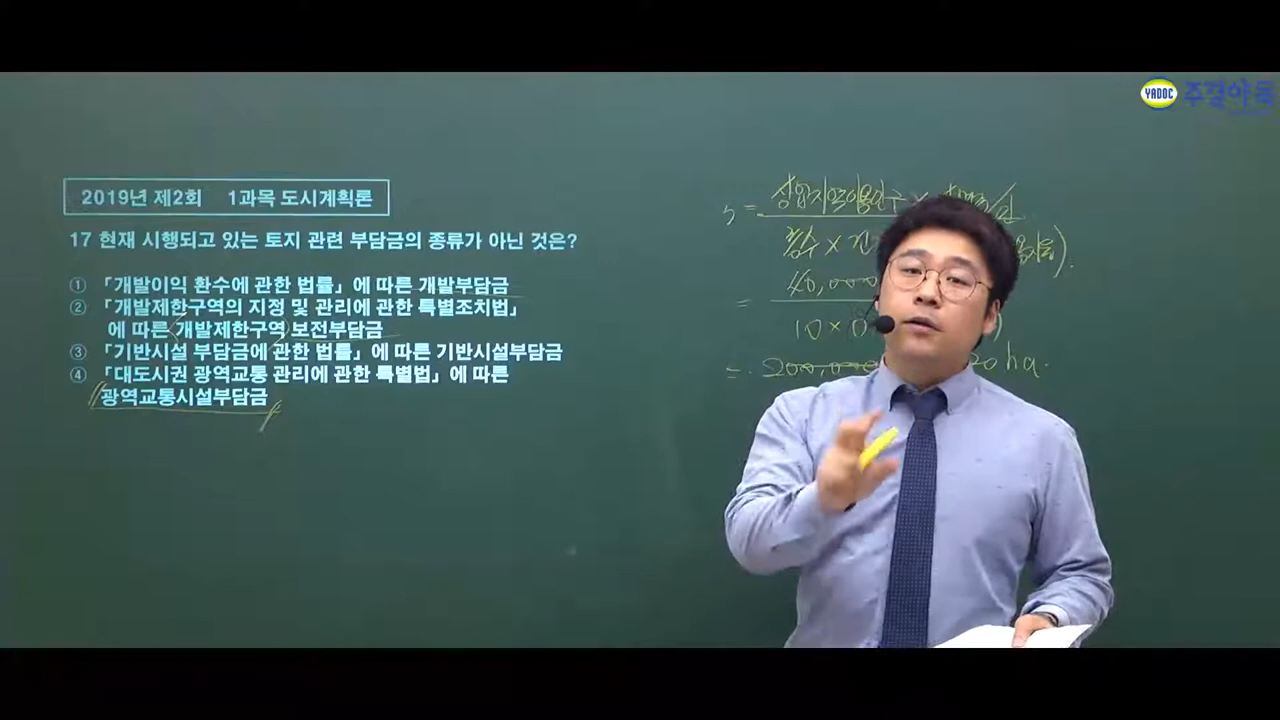 YADOC 주경야독
2019년 제2회 1과목 도시계획론
17 현재 시행되고 있는 토지 관련 부담금의 종류가 아닌 것은?
① 「개발이익 환수에 관한 법률」에 따른 개발부담금
② 「개발제한구역의 지정 및 관리에 관한 특별조치법」
에 따른 개발제한구역 보전부담금
③ 「기반시설 부담금에 관한 법률」에 따른 기반시설부담금
④ 「대도시권 광역교통 관리에 관한 특별법」에 따른
광역교통시설부담금
층수 ×
=
10 × 0
= 20 ha.